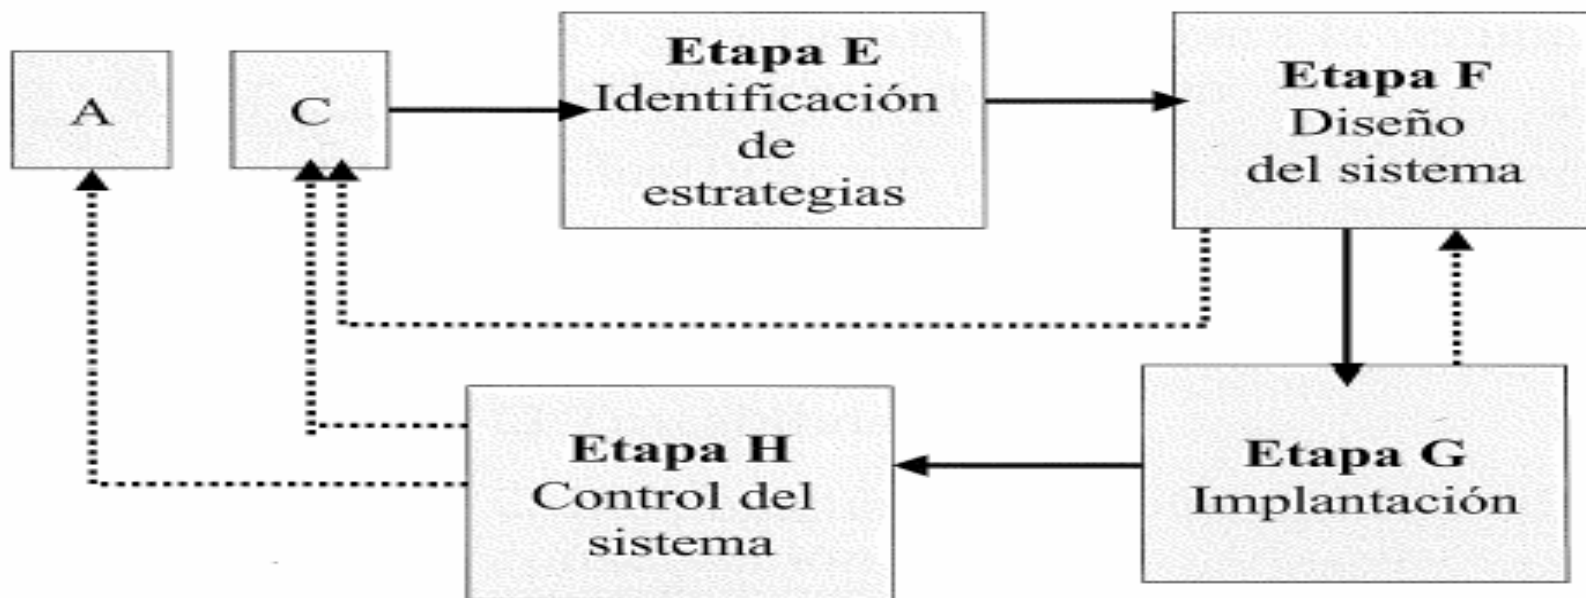 A
C
Etapa E
Identificación
de
estrategias
Etapa F
Diseño
del sistema
Etapa H
Control del
sistema
Etapa G
Implantación